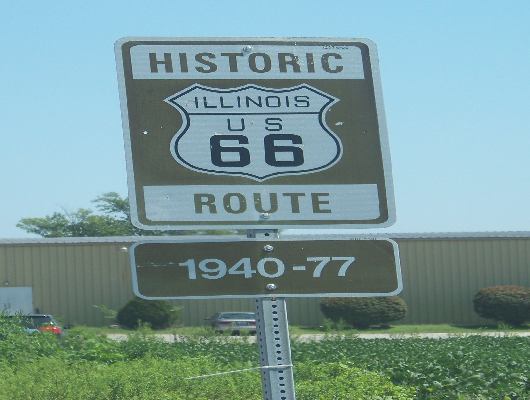 HISTORIC
ILLINOIS
U S
66
ROUTE
1940-77